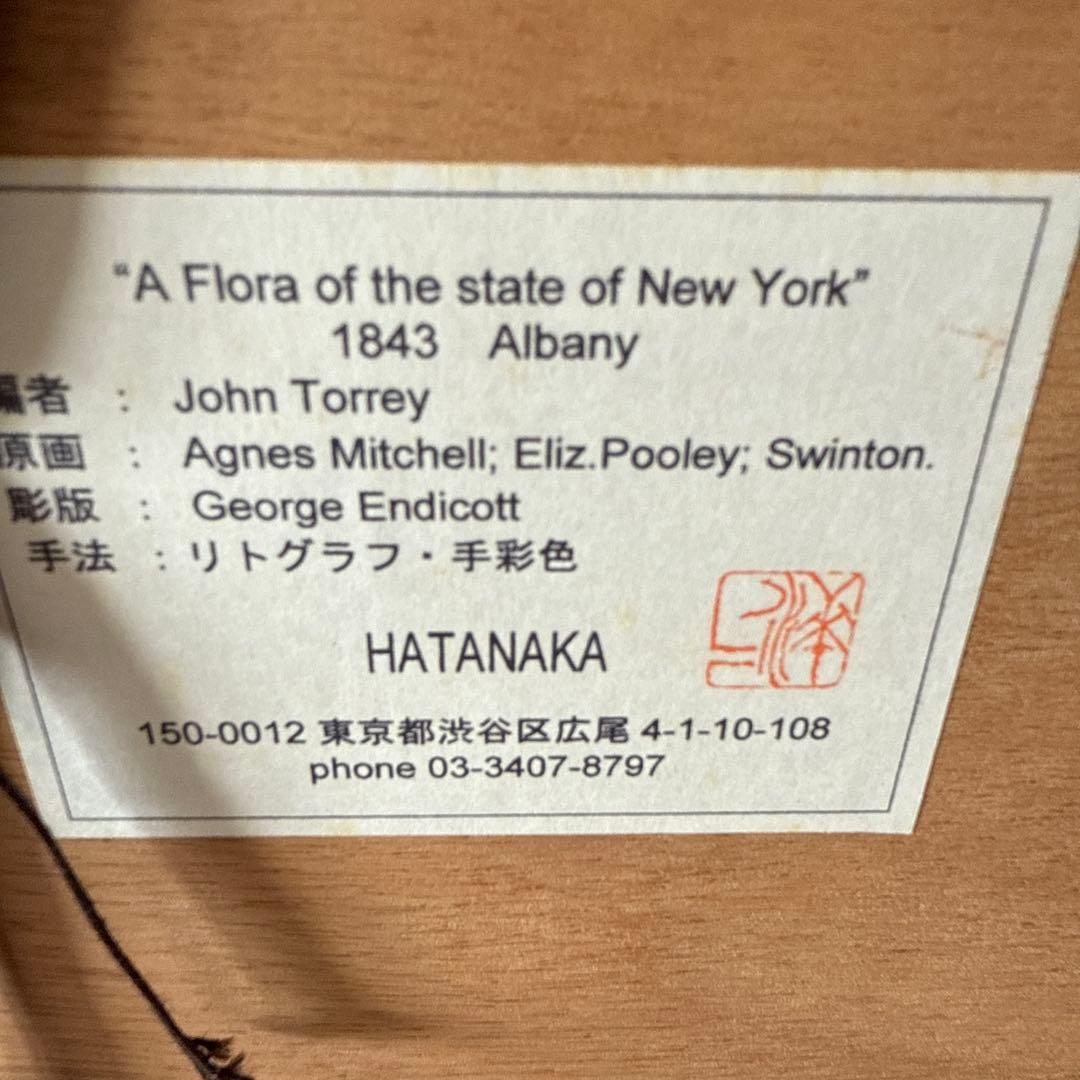 “A Flora of the state of New York”
1843 Albany
編者 : John Torrey
原画 : Agnes Mitchell; Eliz.Pooley; Swinton.
彫版 : George Endicott
手法 : リトグラフ・手彩色
HATANAKA
150-0012 東京都渋谷区広尾 4-1-10-108
phone 03-3407-8797